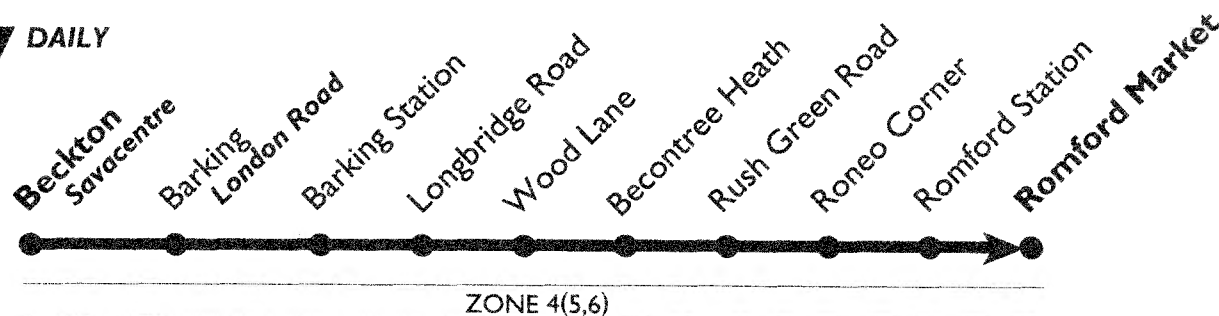 DAILY
Beckton
Savacentre
Barking
London Road
Barking Station
Longbridge Road
Wood Lane
Becontree Heath
Rush Green Road
Roneo Corner
Romford Station
Romford Market
ZONE 4(5,6)